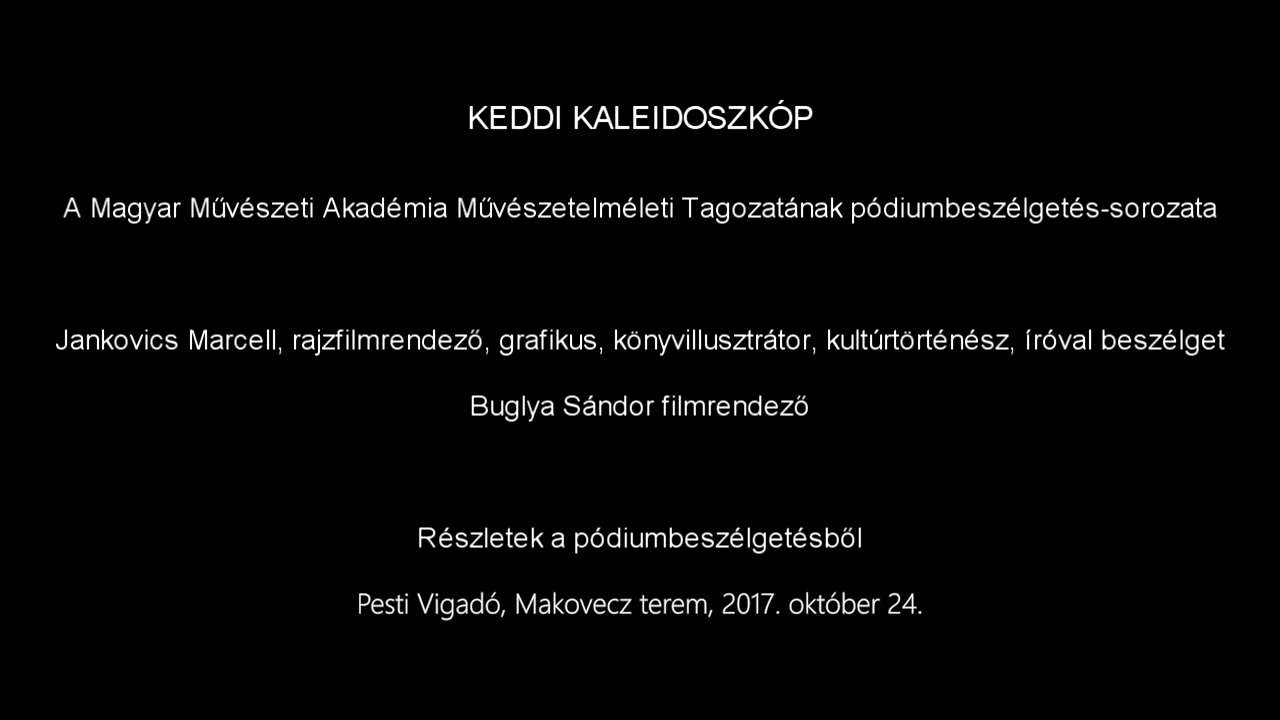 KEDDI KALEIDOSZKÓP
A Magyar Művészeti Akadémia Művészetelméleti Tagozatának pódiumbeszélgetés-sorozata
Jankovics Marcell, rajzfilmrendező, grafikus, könyvillusztrátor, kultúrtörténész, íróval beszélget
Buglya Sándor filmrendező
Részletek a pódiumbeszélgetésből
Pesti Vigadó, Makovecz terem, 2017. október 24.